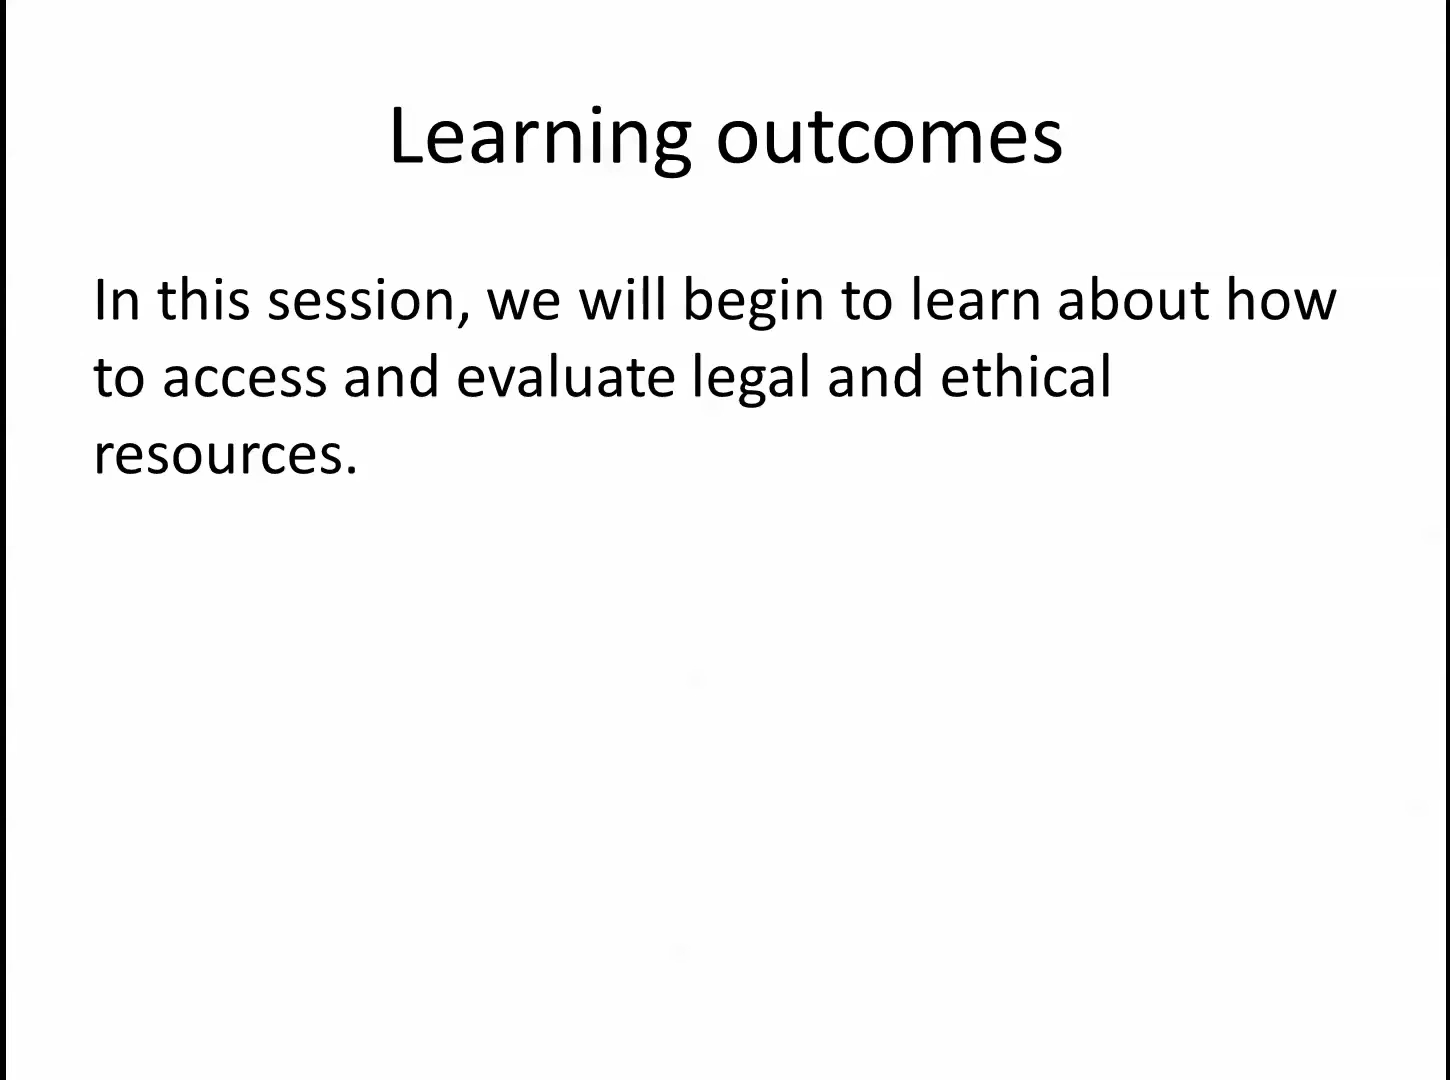 Learning outcomes
In this session, we will begin to learn about how
to access and evaluate legal and ethical
resources.